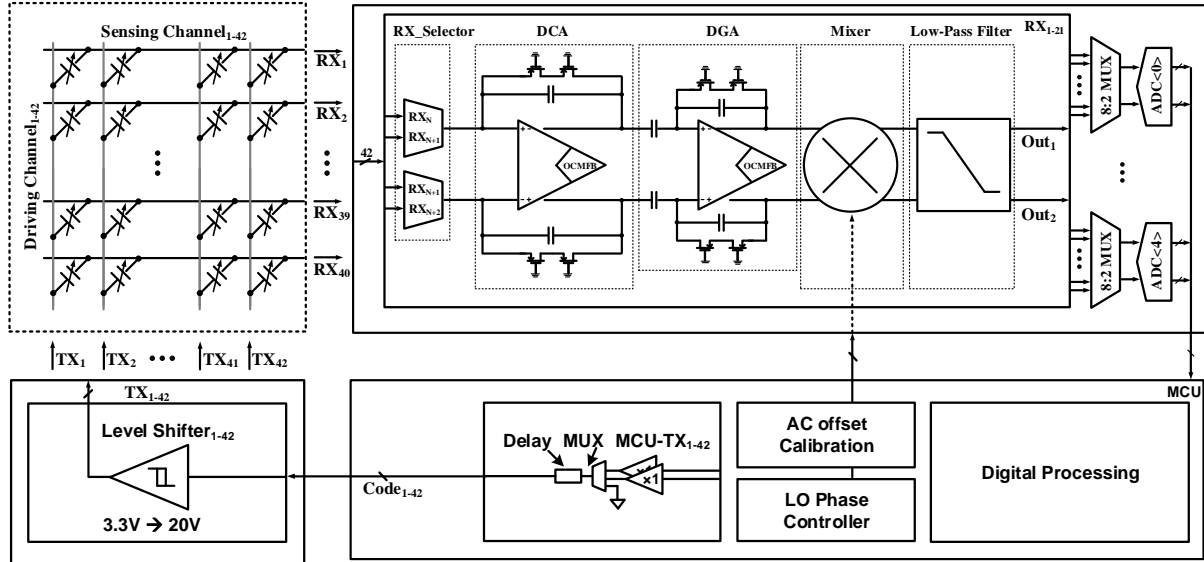 Sensing Channel1-42
Driving Channel1-42
RX1
RX2
RX39
RX40
TX1
TX2
TX41
TX42
42
RX_Selector
DCA
DGA
Mixer
Low-Pass Filter
RX1-21
RXN
RXN+1
RXN+1
RXN+2
+ -
- +
OCMFB
+ -
- +
OCMFB
Out1
Out2
8:2 MUX
ADC<0>
8:2 MUX
ADC<4>
TX1-42
Level Shifter1-42
3.3V → 20V
Code1-42
Delay
MUX
MCU-TX1-42
×1
AC offset
Calibration
LO Phase
Controller
MCU
Digital Processing